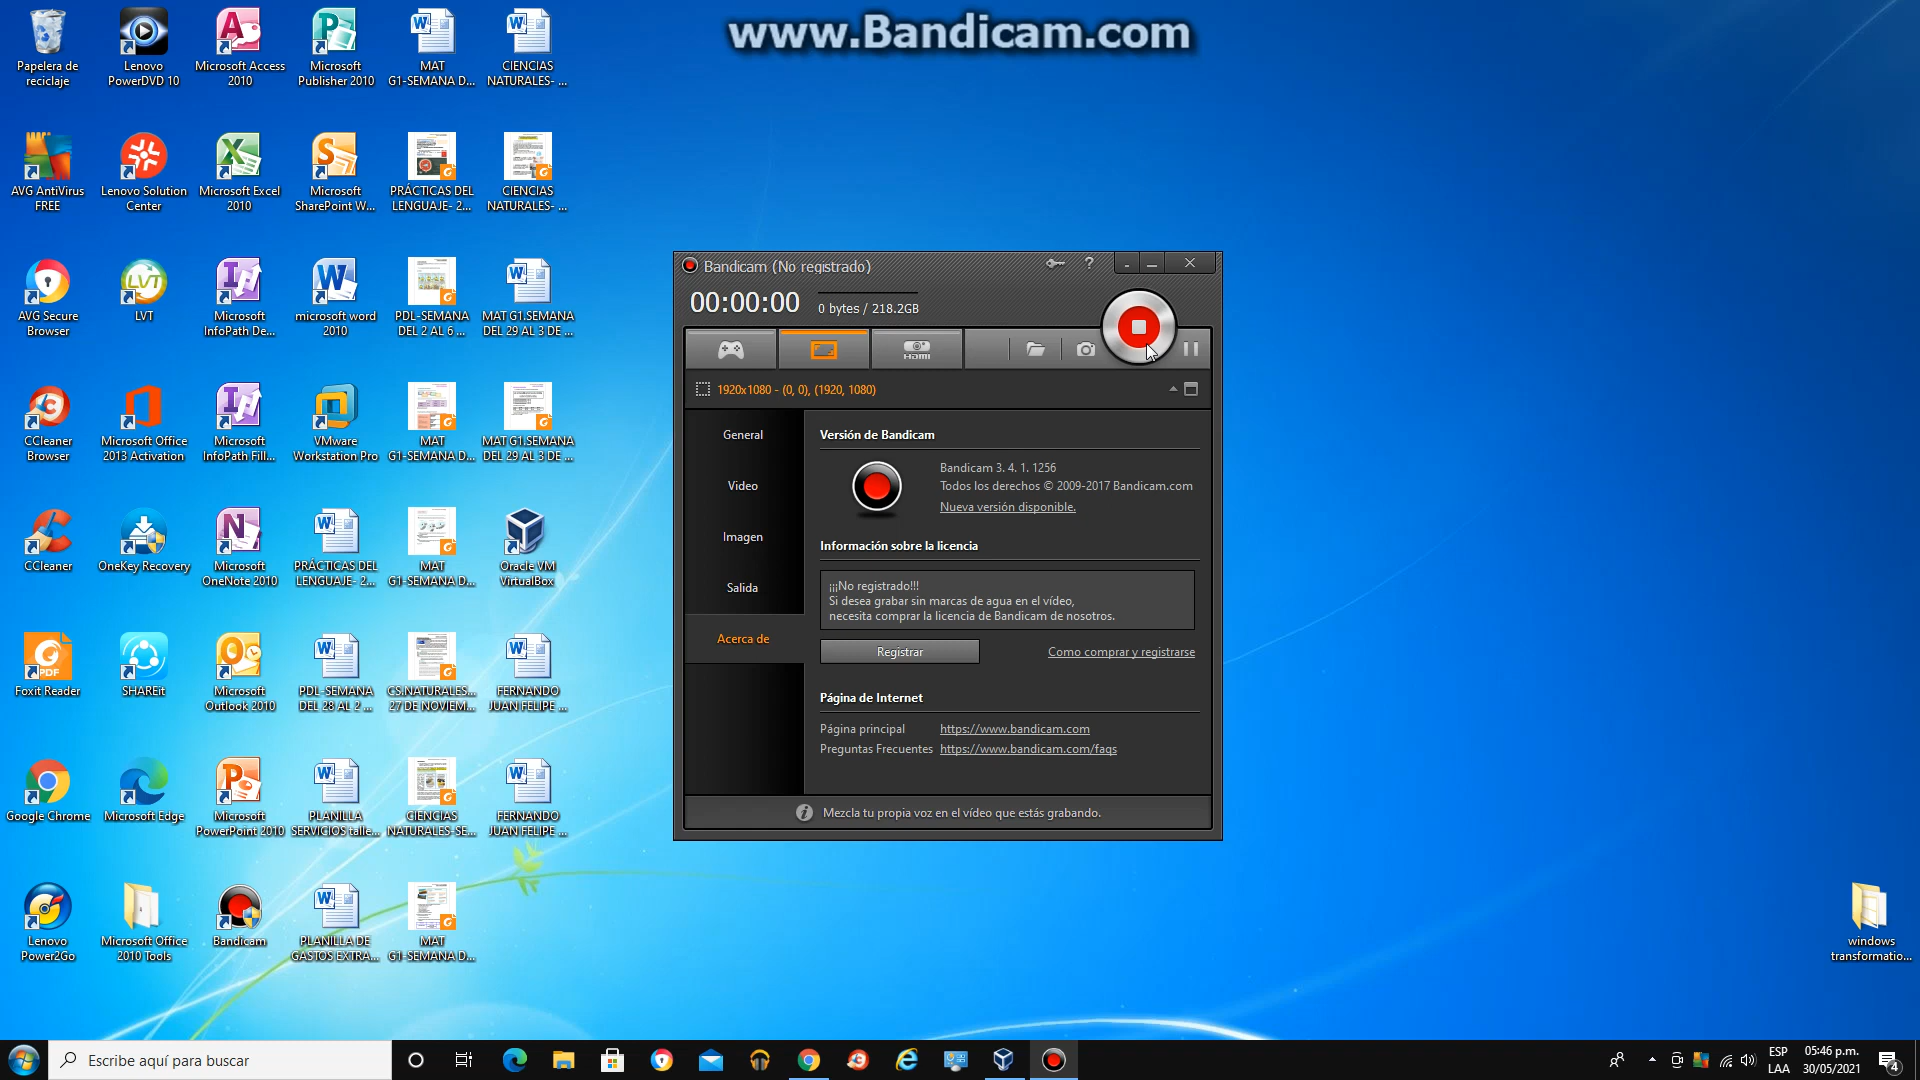 www.Bandicam.com
Papelera de
reciclaje
Lenovo
PowerDVD 10
Microsoft Access
2010
Microsoft
Publisher 2010
MAT
G1-SEMANA D...
CIENCIAS
NATURALES- ...
AVG AntiVirus
FREE
Lenovo Solution
Center
Microsoft Excel
2010
Microsoft
SharePoint W...
PRÁCTICAS DEL
LENGUAJE- 2...
CIENCIAS
NATURALES- ...
AVG Secure
Browser
LVT
Microsoft
InfoPath De...
microsoft word
2010
PDL-SEMANA
DEL 2 AL 6 ...
MAT G1.SEMANA
DEL 29 AL 3 DE ...
CCleaner
Browser
Microsoft Office
2013 Activation
Microsoft
InfoPath Fill...
VMware
Workstation Pro
MAT
G1-SEMANA D...
MAT G1.SEMANA
DEL 29 AL 3 DE ...
CCleaner
OneKey Recovery
Microsoft
OneNote 2010
PRÁCTICAS DEL
LENGUAJE- 2...
MAT
G1-SEMANA D...
Oracle VM
VirtualBox
Foxit Reader
SHAREit
Microsoft
Outlook 2010
PDL-SEMANA
DEL 28 AL 2 ...
CS.NATURALES...
27 DE NOVIEM...
FERNANDO
JUAN FELIPE ...
Google Chrome
Microsoft Edge
Microsoft
PowerPoint 2010
PLANILLA
SERVICIOS talle...
CIENCIAS
NATURALES-SE...
FERNANDO
JUAN FELIPE ...
Lenovo
Power2Go
Microsoft Office
2010 Tools
Bandicam
PLANILLA DE
GASTOS EXTRA...
MAT
G1-SEMANA D...
windows
transformatio...
Bandicam (No registrado)
?
00:00:00
0 bytes / 218.2GB
HDMI
1920x1080 - (0, 0), (1920, 1080)
General
Video
Imagen
Salida
Acerca de
Versión de Bandicam
Bandicam 3. 4. 1. 1256
Todos los derechos © 2009-2017 Bandicam.com
Nueva versión disponible.
Información sobre la licencia
¡¡¡No registrado!!!
Si desea grabar sin marcas de agua en el vídeo,
necesita comprar la licencia de Bandicam de nosotros.
Registrar
Como comprar y registrarse
Página de Internet
Página principal
https://www.bandicam.com
Preguntas Frecuentes
https://www.bandicam.com/faqs
Mezcla tu propia voz en el vídeo que estás grabando.
Escribe aquí para buscar
ESP
LAA
05:46 p.m.
30/05/2021
4